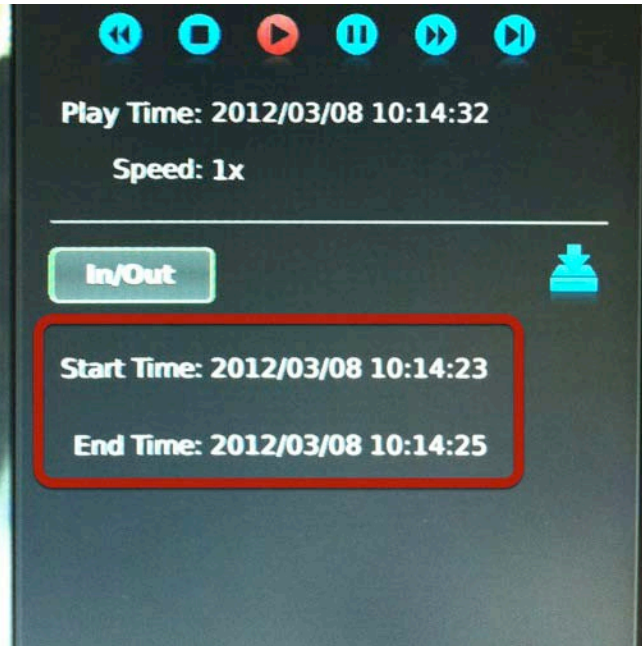 Play Time: 2012/03/08 10:14:32
Speed: 1x
In/Out
Start Time: 2012/03/08 10:14:23
End Time: 2012/03/08 10:14:25